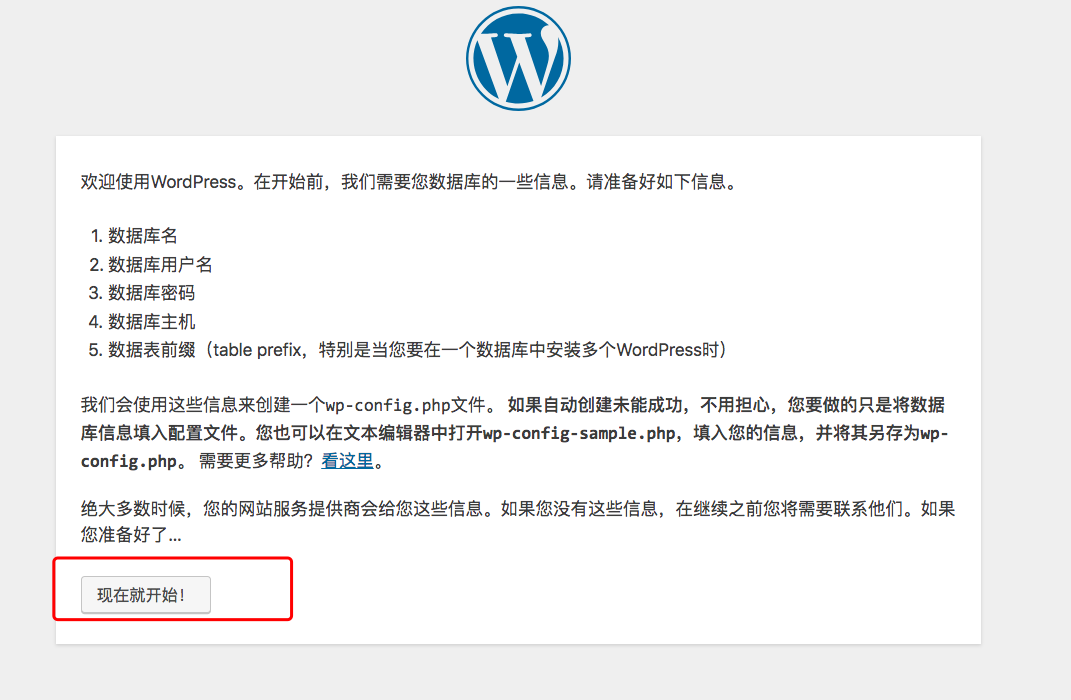 欢迎使用WordPress。在开始前，我们需要您数据库的一些信息。请准备好如下信息。
1. 数据库名
2. 数据库用户名
3. 数据库密码
4. 数据库主机
5. 数据表前缀（table prefix，特别是当您要在一个数据库中安装多个WordPress时）
我们会使用这些信息来创建一个wp-config.php文件。 如果自动创建未能成功，不用担心，您要做的只是将数据
库信息填入配置文件。您也可以在文本编辑器中打开wp-config-sample.php，填入您的信息，并将其另存为wp-
config.php。 需要更多帮助？看这里。
绝大多数时候，您的网站服务提供商会给您这些信息。如果您没有这些信息，在继续之前您将需要联系他们。如果
您准备好了...
现在就开始！